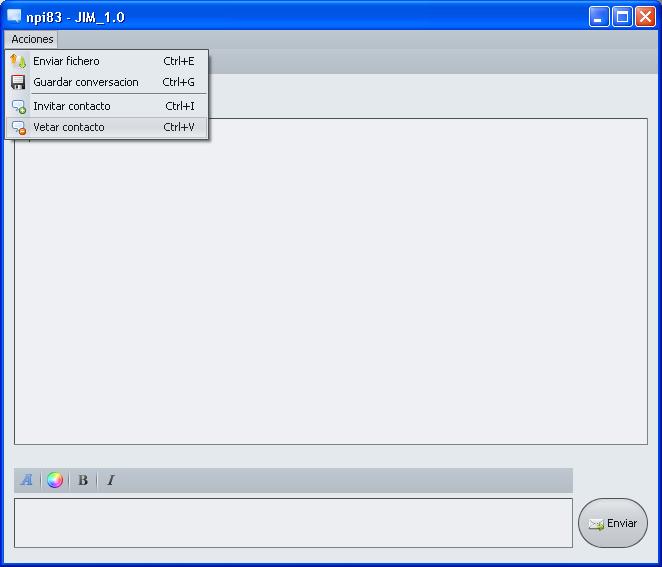 npi83 - JIM_1.0
Acciones
Enviar fichero Ctrl+E
Guardar conversacion Ctrl+G
Invitar contacto Ctrl+I
Vetar contacto Ctrl+V
A B I
Enviar